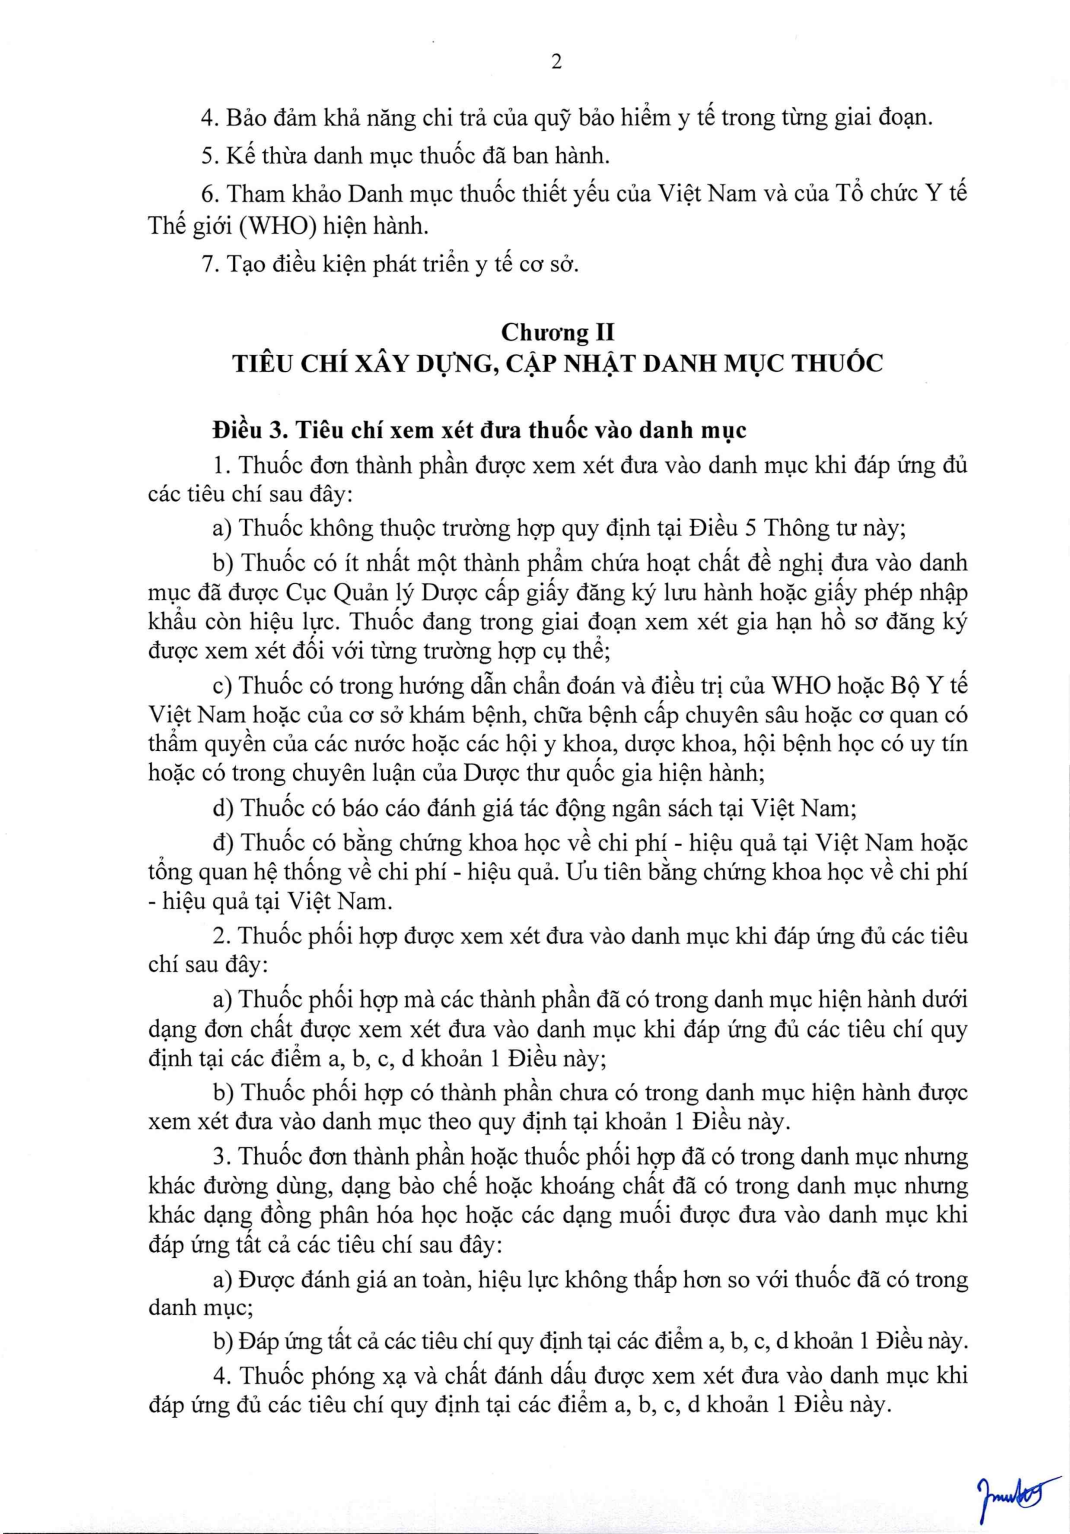 2
4. Bảo đảm khả năng chi trả của quỹ bảo hiểm y tế trong từng giai đoạn.
5. Kế thừa danh mục thuốc đã ban hành.
6. Tham khảo Danh mục thuốc thiết yếu của Việt Nam và của Tổ chức Y tế
Thế giới (WHO) hiện hành.
7. Tạo điều kiện phát triển y tế cơ sở.
Chương II
TIÊU CHÍ XÂY DỰNG, CẬP NHẬT DANH MỤC THUỐC
Điều 3. Tiêu chí xem xét đưa thuốc vào danh mục
1. Thuốc đơn thành phần được xem xét đưa vào danh mục khi đáp ứng đủ
các tiêu chí sau đây:
a) Thuốc không thuộc trường hợp quy định tại Điều 5 Thông tư này;
b) Thuốc có ít nhất một thành phẩm chứa hoạt chất đề nghị đưa vào danh
mục đã được Cục Quản lý Dược cấp giấy đăng ký lưu hành hoặc giấy phép nhập
khẩu còn hiệu lực. Thuốc đang trong giai đoạn xem xét gia hạn hồ sơ đăng ký
được xem xét đối với từng trường hợp cụ thể;
c) Thuốc có trong hướng dẫn chẩn đoán và điều trị của WHO hoặc Bộ Y tế
Việt Nam hoặc của cơ sở khám bệnh, chữa bệnh cấp chuyên sâu hoặc cơ quan có
thẩm quyền của các nước hoặc các hội y khoa, dược khoa, hội bệnh học có uy tín
hoặc có trong chuyên luận của Dược thư quốc gia hiện hành;
d) Thuốc có báo cáo đánh giá tác động ngân sách tại Việt Nam;
đ) Thuốc có bằng chứng khoa học về chi phí - hiệu quả tại Việt Nam hoặc
tổng quan hệ thống về chi phí - hiệu quả. Ưu tiên bằng chứng khoa học về chi phí
- hiệu quả tại Việt Nam.
2. Thuốc phối hợp được xem xét đưa vào danh mục khi đáp ứng đủ các tiêu
chí sau đây:
a) Thuốc phối hợp mà các thành phần đã có trong danh mục hiện hành dưới
dạng đơn chất được xem xét đưa vào danh mục khi đáp ứng đủ các tiêu chí quy
định tại các điểm a, b, c, d khoản 1 Điều này;
b) Thuốc phối hợp có thành phần chưa có trong danh mục hiện hành được
xem xét đưa vào danh mục theo quy định tại khoản 1 Điều này.
3. Thuốc đơn thành phần hoặc thuốc phối hợp đã có trong danh mục nhưng
khác đường dùng, dạng bào chế hoặc khoáng chất đã có trong danh mục nhưng
khác dạng đồng phân hóa học hoặc các dạng muối được đưa vào danh mục khi
đáp ứng tất cả các tiêu chí sau đây:
a) Được đánh giá an toàn, hiệu lực không thấp hơn so với thuốc đã có trong
danh mục;
b) Đáp ứng tất cả các tiêu chí quy định tại các điểm a, b, c, d khoản 1 Điều này.
4. Thuốc phóng xạ và chất đánh dấu được xem xét đưa vào danh mục khi
đáp ứng đủ các tiêu chí quy định tại các điểm a, b, c, d khoản 1 Điều này.